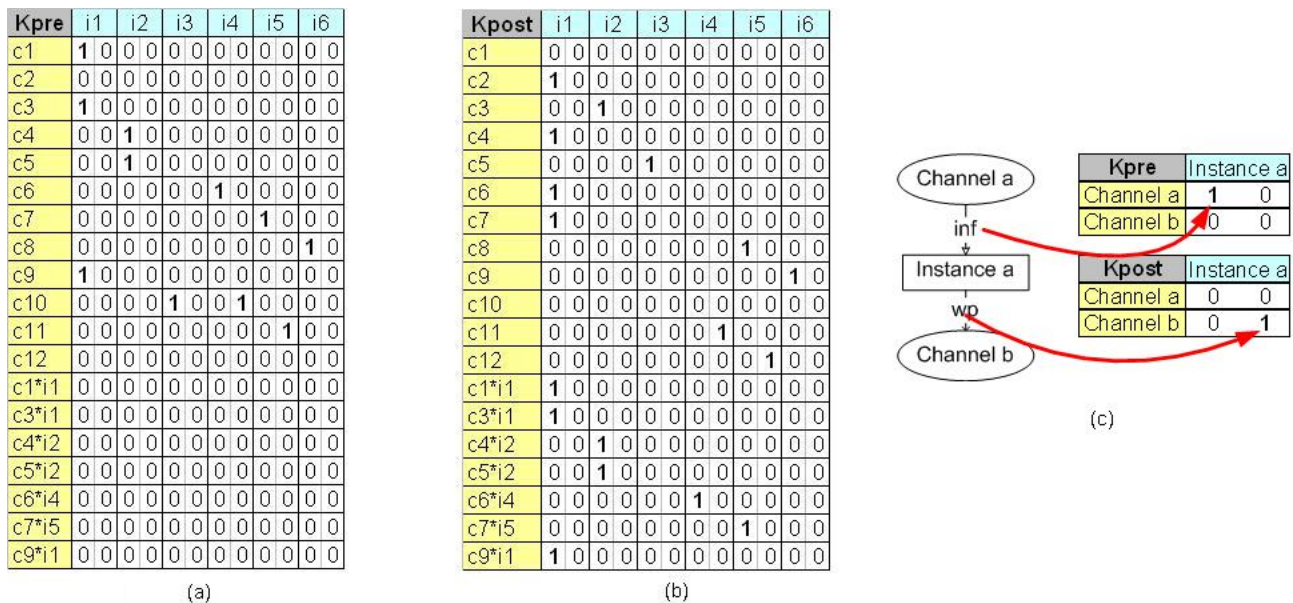 Kpre i1 i2 i3 i4 i5 i6
c1 1 0 0 0 0 0 0 0 0 0 0 0
c2 0 0 0 0 0 0 0 0 0 0 0 0
c3 1 0 0 0 0 0 0 0 0 0 0 0
c4 0 0 1 0 0 0 0 0 0 0 0 0
c5 0 0 1 0 0 0 0 0 0 0 0 0
c6 0 0 0 0 0 0 1 0 0 0 0 0
c7 0 0 0 0 0 0 0 0 1 0 0 0
c8 0 0 0 0 0 0 0 0 0 0 1 0
c9 1 0 0 0 0 0 0 0 0 0 0 0
c10 0 0 0 0 1 0 0 1 0 0 0 0
c11 0 0 0 0 0 0 0 0 0 1 0 0
c12 0 0 0 0 0 0 0 0 0 0 0 0
c1*i1 0 0 0 0 0 0 0 0 0 0 0 0
c3*i1 0 0 0 0 0 0 0 0 0 0 0 0
c4*i2 0 0 0 0 0 0 0 0 0 0 0 0
c5*i2 0 0 0 0 0 0 0 0 0 0 0 0
c6*i4 0 0 0 0 0 0 0 0 0 0 0 0
c7*i5 0 0 0 0 0 0 0 0 0 0 0 0
c9*i1 0 0 0 0 0 0 0 0 0 0 0 0
(a)
Kpost i1 i2 i3 i4 i5 i6
c1 0 0 0 0 0 0 0 0 0 0 0 0
c2 1 0 0 0 0 0 0 0 0 0 0 0
c3 0 0 1 0 0 0 0 0 0 0 0 0
c4 1 0 0 0 0 0 0 0 0 0 0 0
c5 0 0 0 0 1 0 0 0 0 0 0 0
c6 1 0 0 0 0 0 0 0 0 0 0 0
c7 1 0 0 0 0 0 0 0 0 0 0 0
c8 0 0 0 0 0 0 0 0 1 0 0 0
c9 0 0 0 0 0 0 0 0 0 0 1 0
c10 0 0 0 0 0 0 0 0 0 0 0 0
c11 0 0 0 0 0 0 0 1 0 0 0 0
c12 0 0 0 0 0 0 0 0 0 1 0 0
c1*i1 1 0 0 0 0 0 0 0 0 0 0 0
c3*i1 1 0 0 0 0 0 0 0 0 0 0 0
c4*i2 0 0 1 0 0 0 0 0 0 0 0 0
c5*i2 0 0 1 0 0 0 0 0 0 0 0 0
c6*i4 0 0 0 0 0 0 1 0 0 0 0 0
c7*i5 0 0 0 0 0 0 0 0 1 0 0 0
c9*i1 1 0 0 0 0 0 0 0 0 0 0 0
(b)
Channel a
inf
Instance a
wp
Channel b
Kpre Instance a
Channel a 1 0
Channel b 0 0
Kpost Instance a
Channel a 0 0
Channel b 0 1
(c)